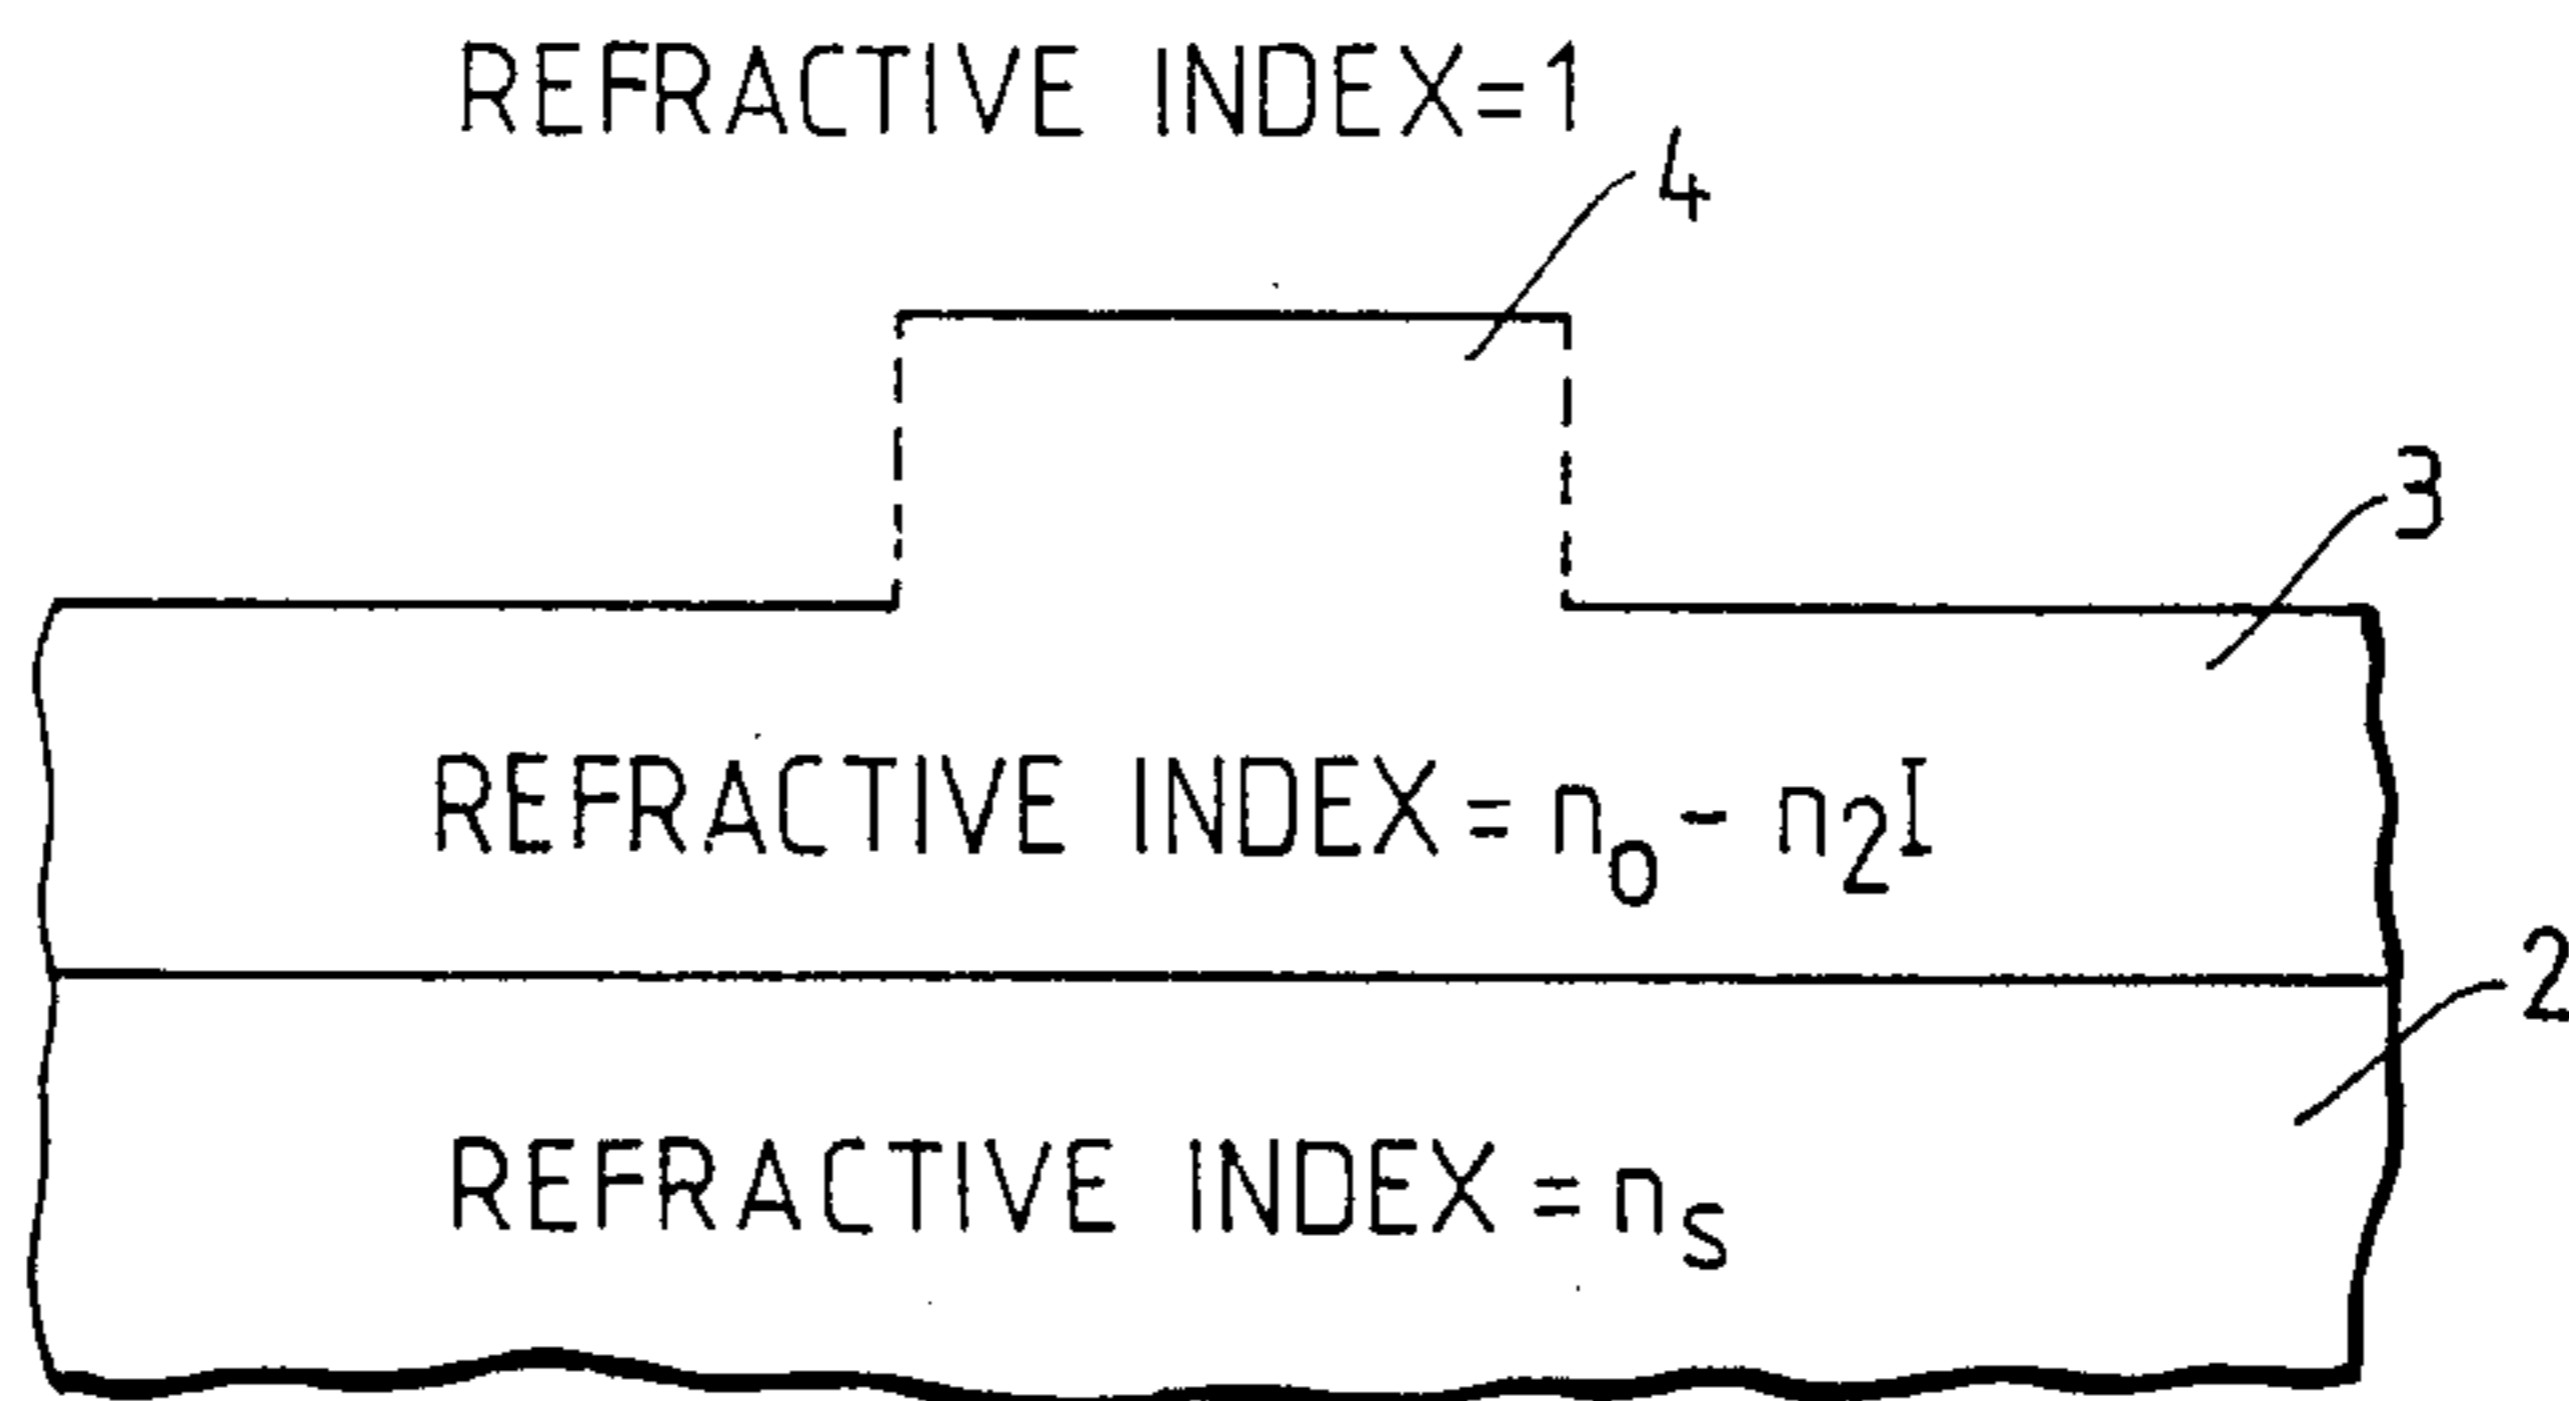 REFRACTIVE INDEX=1
4
3
REFRACTIVE INDEX = n₀ - n₂I
2
REFRACTIVE INDEX = nₛ